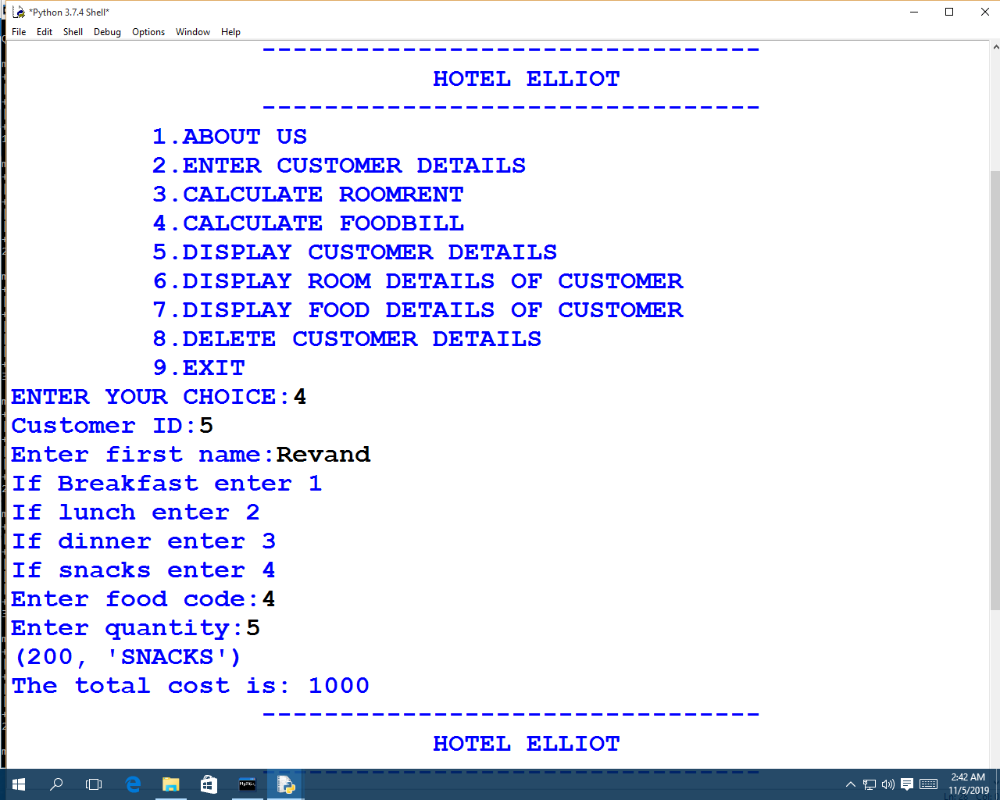 *Python 3.7.4 Shell*
File Edit Shell Debug Options Window Help
--------------------------------
HOTEL ELLIOT
--------------------------------
1.ABOUT US
2.ENTER CUSTOMER DETAILS
3.CALCULATE ROOMRENT
4.CALCULATE FOODBILL
5.DISPLAY CUSTOMER DETAILS
6.DISPLAY ROOM DETAILS OF CUSTOMER
7.DISPLAY FOOD DETAILS OF CUSTOMER
8.DELETE CUSTOMER DETAILS
9.EXIT
ENTER YOUR CHOICE:4
Customer ID:5
Enter first name:Revand
If Breakfast enter 1
If lunch enter 2
If dinner enter 3
If snacks enter 4
Enter food code:4
Enter quantity:5
(200, 'SNACKS')
The total cost is: 1000
--------------------------------
HOTEL ELLIOT
--------------------------------
2:42 AM
11/5/2019